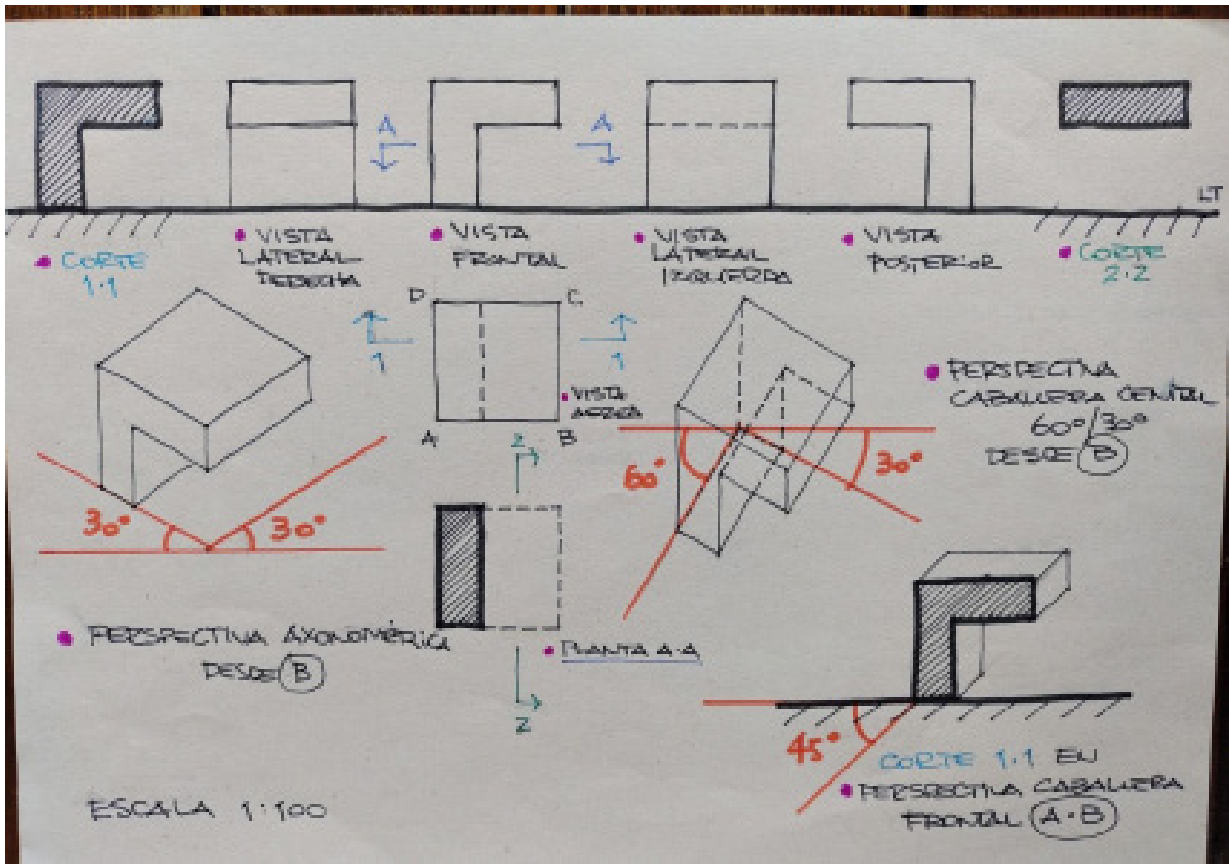 A
A
LT
• CORTE
1·1
• VISTA
LATERAL
DERECHA
• VISTA
FRONTAL
• VISTA
LATERAL
IZQUIERDA
• VISTA
POSTERIOR
• CORTE
2·2
D
C
1
1
• VISTA
AEREA
A
B
• PERSPECTIVA
CABALLERA CENITAL
60°/30°
DESDE B
30°
30°
60°
30°
2
• PERSPECTIVA AXONOMÉTRICA
DESDE B
• PLANTA A·A
2
45°
CORTE 1·1 EN
• PERSPECTIVA CABALLERA
FRONTAL A·B
ESCALA 1:100